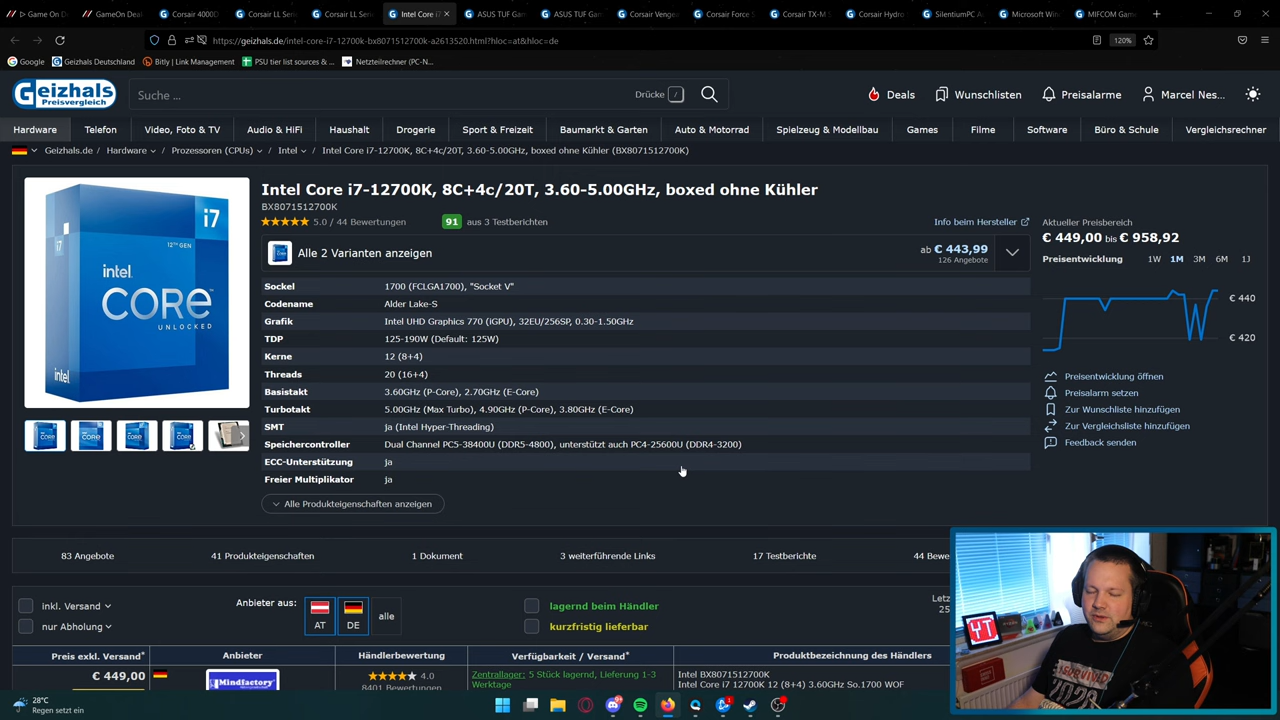 ▷ Game On D
GameOn Deal
Corsair 4000D
Corsair LL Serie
Corsair LL Serie
Intel Core i7
ASUS TUF Gam
ASUS TUF Gan
Corsair Venge
Corsair Force S
Corsair TX-M S
Corsair Hydro
SilentiumPC A
Microsoft Win
MIFCOM Gam
https://geizhals.de/intel-core-i7-12700k-bx8071512700k-a2613520.html?hloc=at&hloc=de
120%
Google
Geizhals Deutschland
Bitly | Link Management
PSU tier list sources & ...
Netzteilrechner (PC-N...
Geizhals
Preisvergleich
Suche ...
Drücke /
Deals
Wunschlisten
Preisalarme
Marcel Nes...
Hardware
Telefon
Video, Foto & TV
Audio & HiFi
Haushalt
Drogerie
Sport & Freizeit
Baumarkt & Garten
Auto & Motorrad
Spielzeug & Modellbau
Games
Filme
Software
Büro & Schule
Vergleichsrechner
Geizhals.de / Hardware / Prozessoren (CPUs) / Intel / Intel Core i7-12700K, 8C+4c/20T, 3.60-5.00GHz, boxed ohne Kühler (BX8071512700K)
Intel Core i7-12700K, 8C+4c/20T, 3.60-5.00GHz, boxed ohne Kühler
BX8071512700K
5.0 / 44 Bewertungen
91 aus 3 Testberichten
Info beim Hersteller
i7
12TH GEN
i7
intel
CORE
UNLOCKED
intel
Alle 2 Varianten anzeigen
ab € 443,99
126 Angebote
Sockel 1700 (FCLGA1700), "Socket V"
Codename Alder Lake-S
Grafik Intel UHD Graphics 770 (iGPU), 32EU/256SP, 0.30-1.50GHz
TDP 125-190W (Default: 125W)
Kerne 12 (8+4)
Threads 20 (16+4)
Basistakt 3.60GHz (P-Core), 2.70GHz (E-Core)
Turbotakt 5.00GHz (Max Turbo), 4.90GHz (P-Core), 3.80GHz (E-Core)
SMT ja (Intel Hyper-Threading)
Speichercontroller Dual Channel PC5-38400U (DDR5-4800), unterstützt auch PC4-25600U (DDR4-3200)
ECC-Unterstützung ja
Freier Multiplikator ja
Alle Produkteigenschaften anzeigen
Aktueller Preisbereich
€ 449,00 bis € 958,92
Preisentwicklung 1W 1M 3M 6M 1J
€ 440
€ 420
Preisentwicklung öffnen
Preisalarm setzen
Zur Wunschliste hinzufügen
Zur Vergleichsliste hinzufügen
Feedback senden
83 Angebote
41 Produkteigenschaften
1 Dokument
3 weiterführende Links
17 Testberichte
44 Bewe
inkl. Versand
nur Abholung
Anbieter aus:
AT
DE
alle
lagernd beim Händler
kurzfristig lieferbar
Letz
25
Preis exkl. Versand*
Anbieter
Händlerbewertung
Verfügbarkeit / Versand*
Produktbezeichnung des Händlers
€ 449,00
Mindfactory
4.0
8401 Bewertungen
Zentrallager: 5 Stück lagernd, Lieferung 1-3
Werktage
Intel Core i7 12700K
Intel Core i7 12700K 12 (8+4) 3.60GHz So.1700 WOF
YT
28°C
Regen setzt ein